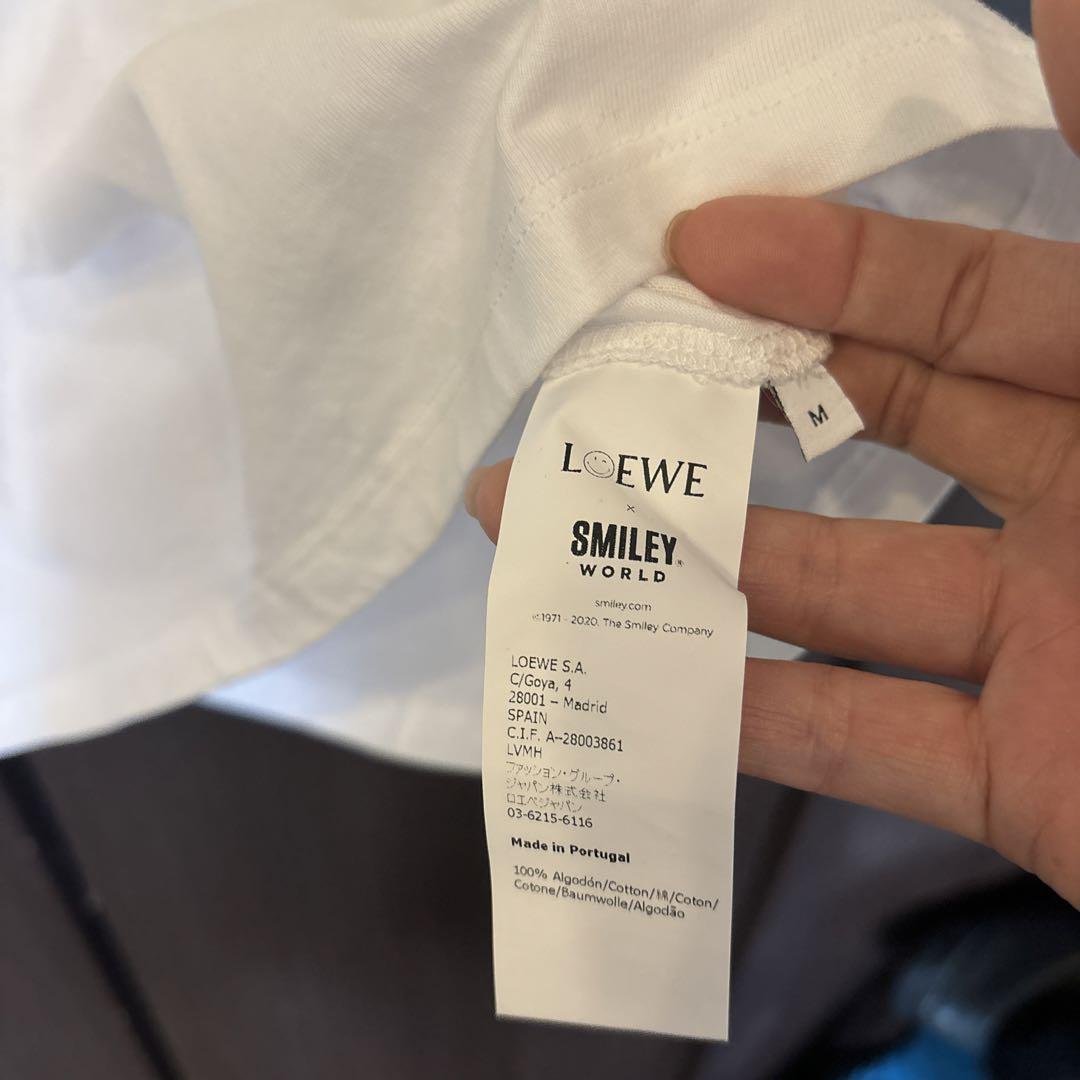 M
LOEWE
×
SMILEY®
WORLD
smiley.com
©1971 - 2020. The Smiley Company
LOEWE S.A.
C/Goya, 4
28001 – Madrid
SPAIN
C.I.F. A–28003861
LVMH
ファッション・グループ・
ジャパン株式会社
ロエベジャパン
03-6215-6116
Made in Portugal
100% Algodón/Cotton/綿/Coton/
Cotone/Baumwolle/Algodão